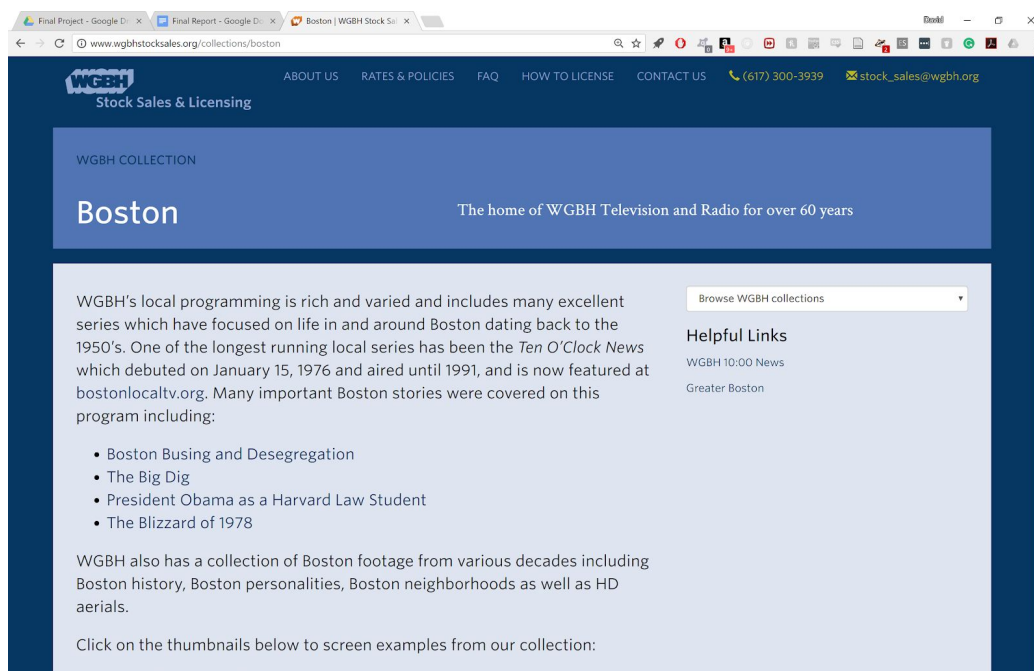 Final Project - Google Dr
Final Report - Google Do
Boston | WGBH Stock Sal
David
www.wgbhstocksales.org/collections/boston
WGBH
Stock Sales & Licensing
ABOUT US
RATES & POLICIES
FAQ
HOW TO LICENSE
CONTACT US
(617) 300-3939
stock_sales@wgbh.org
WGBH COLLECTION
Boston
The home of WGBH Television and Radio for over 60 years
WGBH's local programming is rich and varied and includes many excellent
series which have focused on life in and around Boston dating back to the
1950's. One of the longest running local series has been the Ten O'Clock News
which debuted on January 15, 1976 and aired until 1991, and is now featured at
bostonlocaltv.org. Many important Boston stories were covered on this
program including:
• Boston Busing and Desegregation
• The Big Dig
• President Obama as a Harvard Law Student
• The Blizzard of 1978
WGBH also has a collection of Boston footage from various decades including
Boston history, Boston personalities, Boston neighborhoods as well as HD
aerials.
Click on the thumbnails below to screen examples from our collection:
Browse WGBH collections
Helpful Links
WGBH 10:00 News
Greater Boston